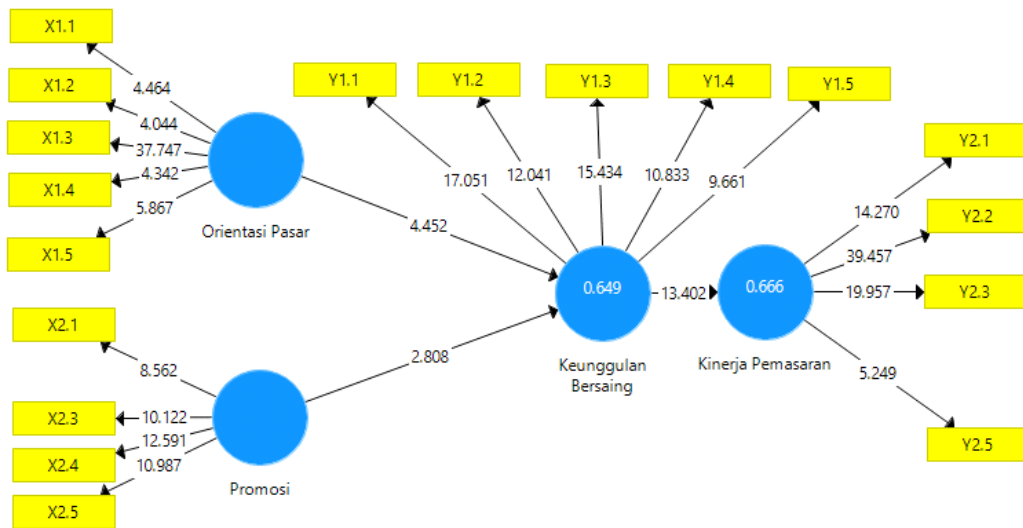 X1.1
X1.2
X1.3
X1.4
X1.5
4.464
4.044
37.747
4.342
5.867
Orientasi Pasar
X2.1
X2.3
X2.4
X2.5
8.562
10.122
12.591
10.987
Promosi
4.452
2.808
Y1.1
Y1.2
Y1.3
Y1.4
Y1.5
17.051
12.041
15.434
10.833
9.661
0.649
Keunggulan
Bersaing
13.402
0.666
Kinerja Pemasaran
14.270
39.457
19.957
5.249
Y2.1
Y2.2
Y2.3
Y2.5